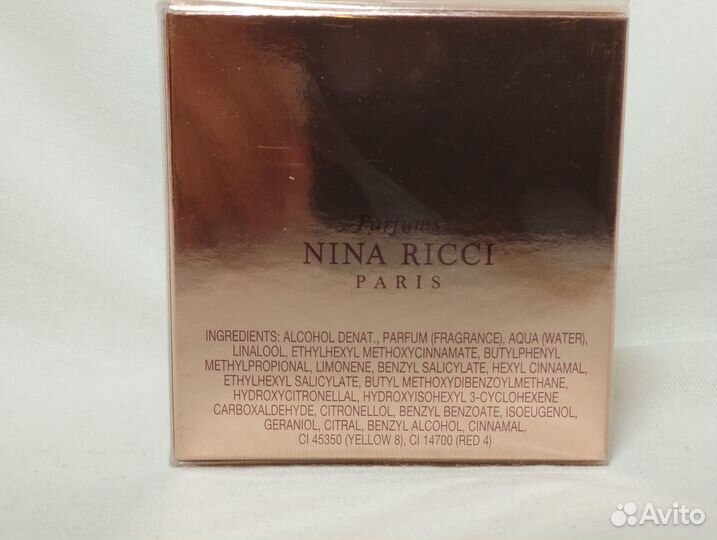 Parfums
NINA RICCI
PARIS
INGREDIENTS: ALCOHOL DENAT., PARFUM (FRAGRANCE), AQUA (WATER),
LINALOOL, ETHYLHEXYL METHOXYCINNAMATE, BUTYLPHENYL
METHYLPROPIONAL, LIMONENE, BENZYL SALICYLATE, HEXYL CINNAMAL,
ETHYLHEXYL SALICYLATE, BUTYL METHOXYDIBENZOYLMETHANE,
HYDROXYCITRONELLAL, HYDROXYISOHEXYL 3-CYCLOHEXENE
CARBOXALDEHYDE, CITRONELLOL, BENZYL BENZOATE, ISOEUGENOL,
GERANIOL, CITRAL, BENZYL ALCOHOL, CINNAMAL,
CI 45350 (YELLOW 8), CI 14700 (RED 4)
Avito